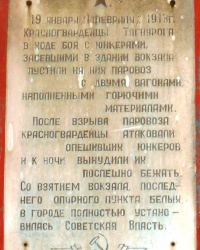 19 января /1 февраля/ 1918г.
красногвардейцы Таганрога
в ходе боя с юнкерами,
засевшими в здании вокзала,
пустили на них паровоз
с двумя вагонами,
наполненными горючими
материалами.
После взрыва паровоза
красногвардейцы атаковали
опешивших юнкеров
и к ночи вынудили их
поспешно бежать.
Со взятием вокзала, послед-
него опорного пункта белых
в городе полностью устано-
вилась Советская Власть.